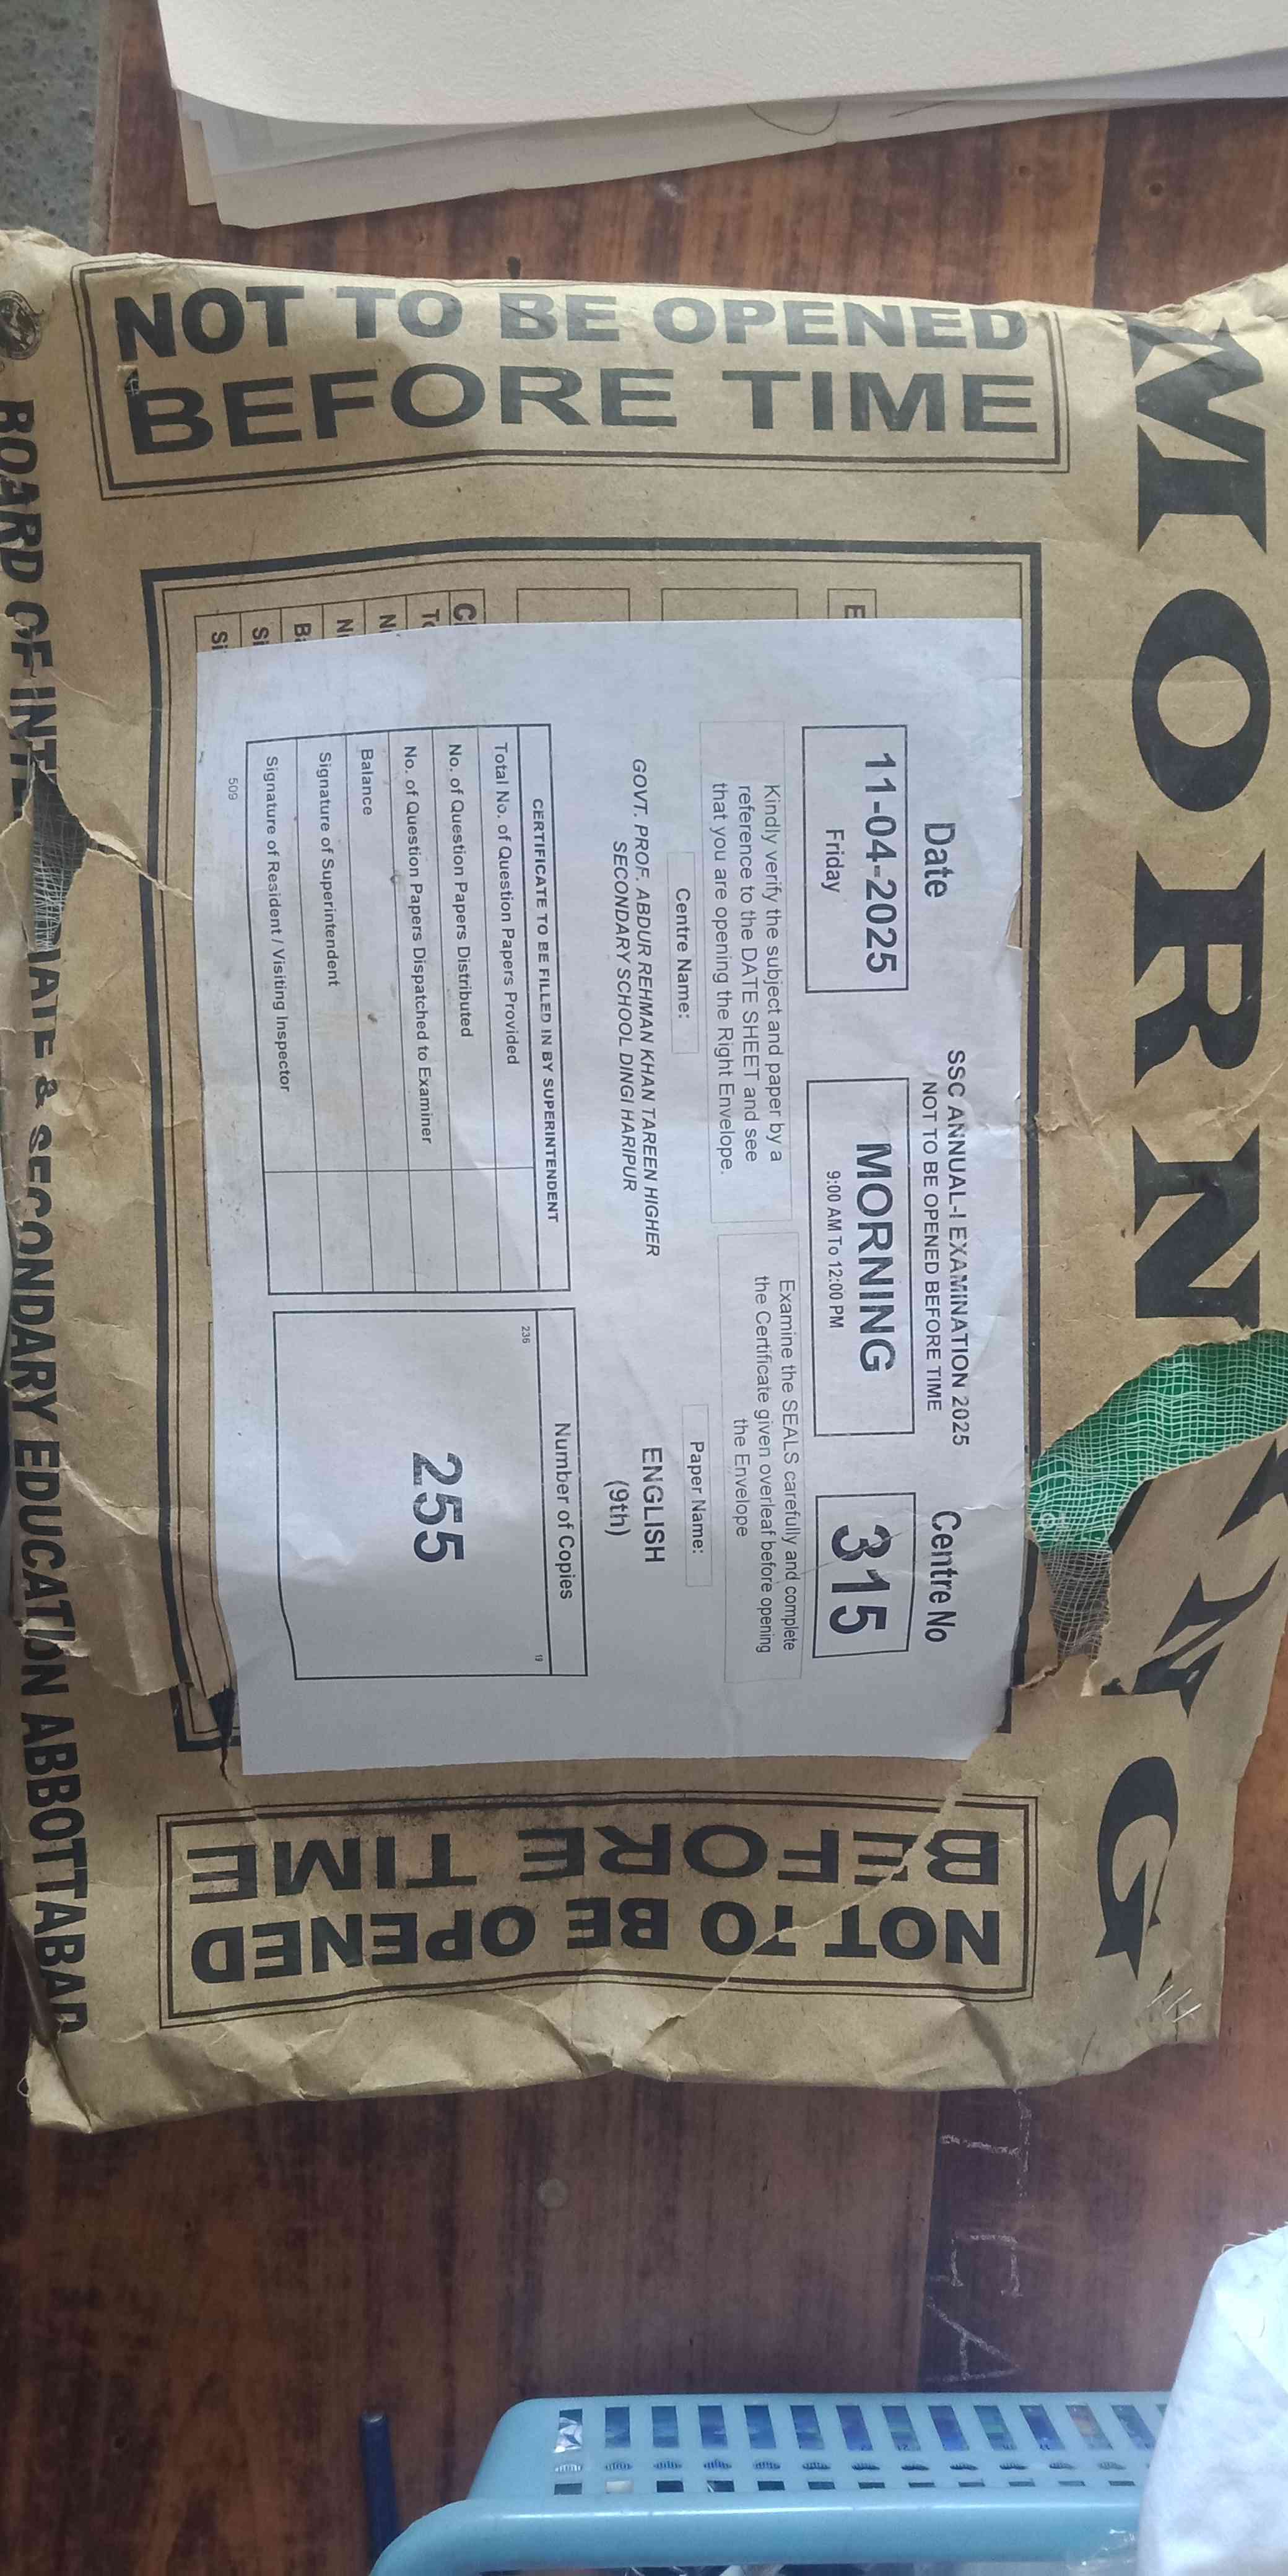 MORNING
NOT TO BE OPENED
BEFORE TIME
SSC ANNUAL-I EXAMINATION 2025
NOT TO BE OPENED BEFORE TIME
Date
Centre No
11-04-2025
Friday
MORNING
9:00 AM To 12:00 PM
315
Kindly verify the subject and paper by a
reference to the DATE SHEET and see
that you are opening the Right Envelope.
Examine the SEALS carefully and complete
the Certificate given overleaf before opening
the Envelope
Centre Name:
Paper Name:
GOVT. PROF. ABDUR REHMAN KHAN TAREEN HIGHER
SECONDARY SCHOOL DINGI HARIPUR
ENGLISH
(9th)
CERTIFICATE TO BE FILLED IN BY SUPERINTENDENT
Total No. of Question Papers Provided
No. of Question Papers Distributed
No. of Question Papers Dispatched to Examiner
Balance
Signature of Superintendent
Signature of Resident / Visiting Inspector
509
Number of Copies
236
19
255
NOT TO BE OPENED
BEFORE TIME
BOARD OF & SECONDARY EDUCATION ABBOTTABAD